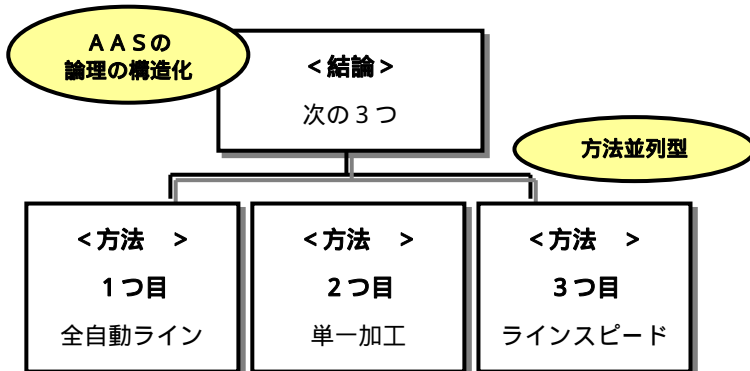 ＡＡＳの
論理の構造化
＜結論＞
次の３つ
方法並列型
＜方法　＞
１つ目
全自動ライン
＜方法　＞
２つ目
単一加工
＜方法　＞
３つ目
ラインスピード